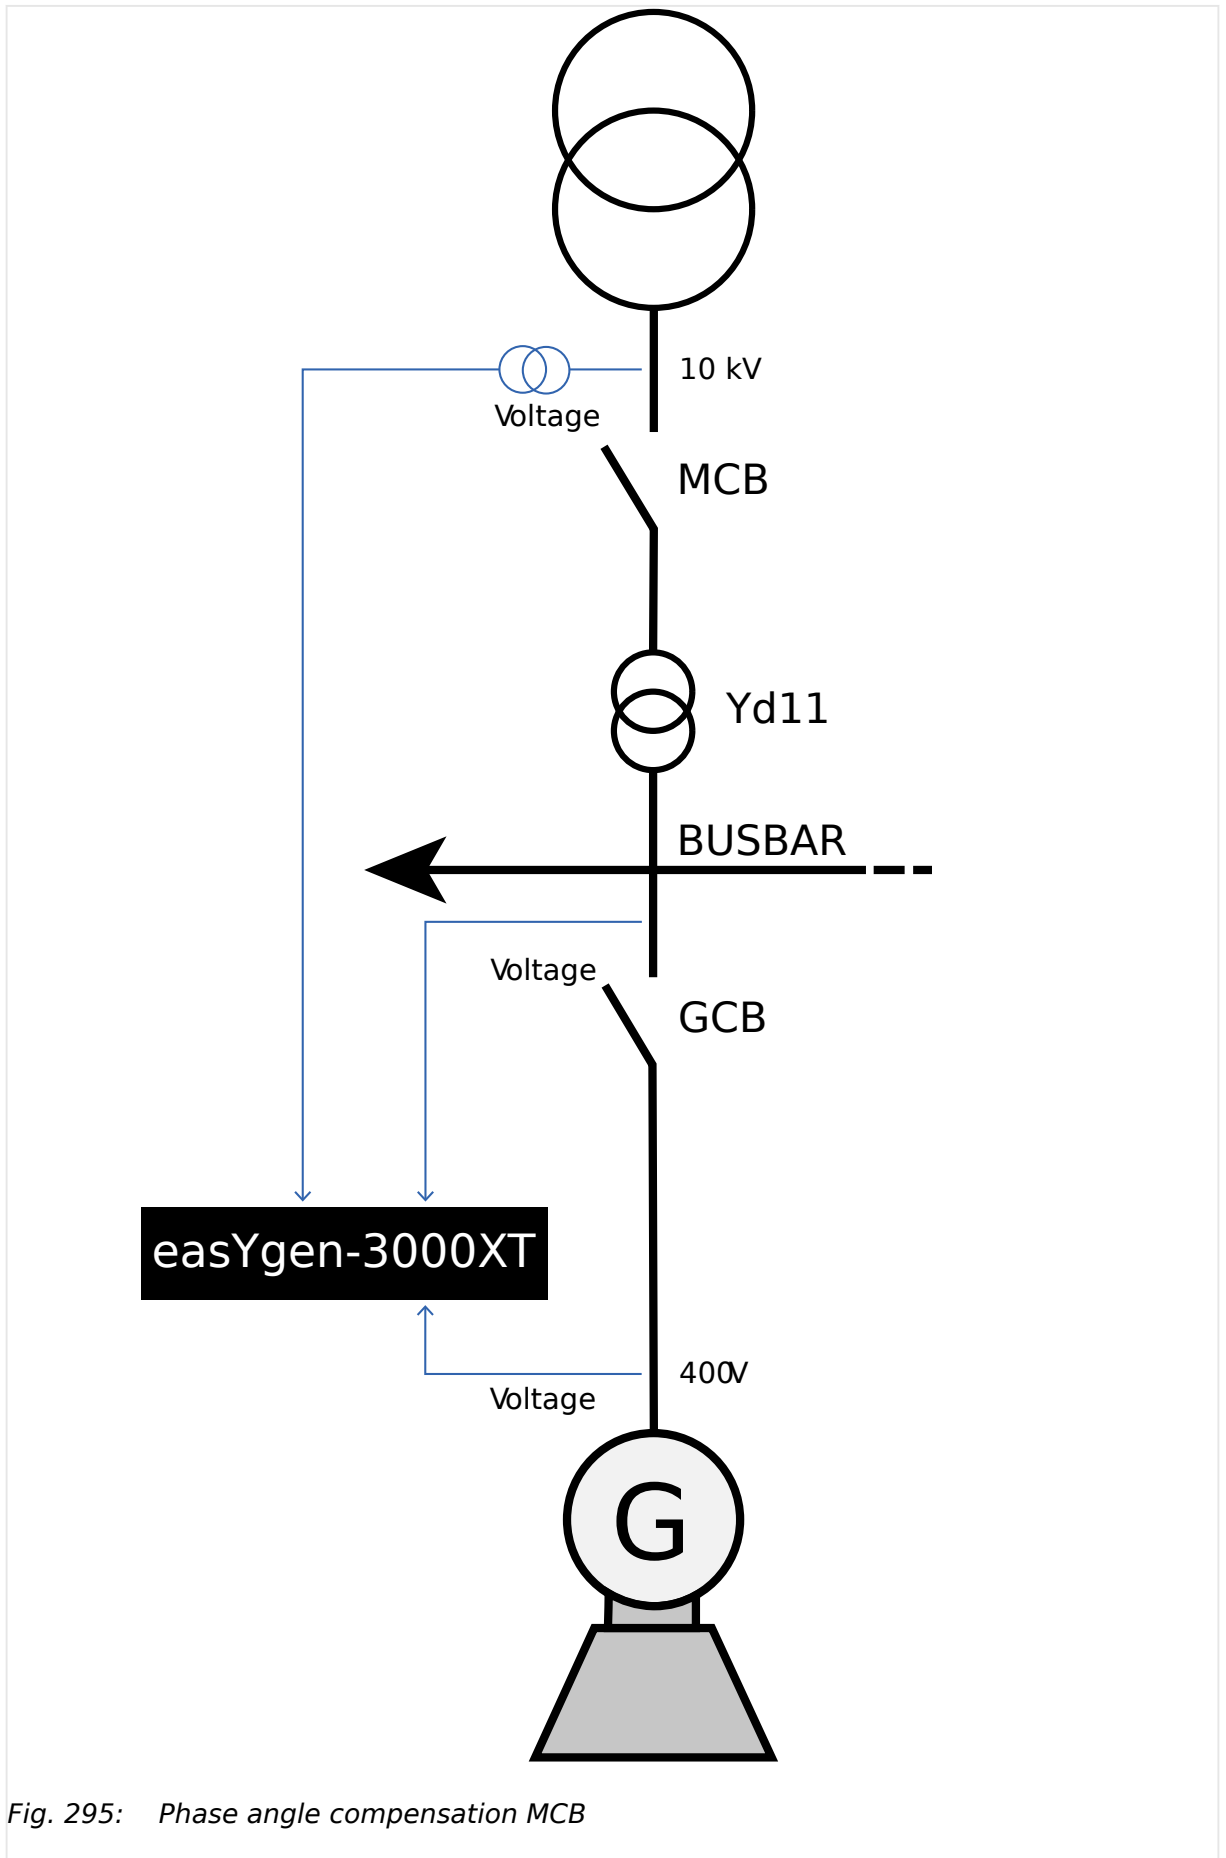 10 kV
Voltage
MCB
Yd11
BUSBAR
Voltage
GCB
easYgen-3000XT
400V
Voltage
G
Fig. 295: Phase angle compensation MCB